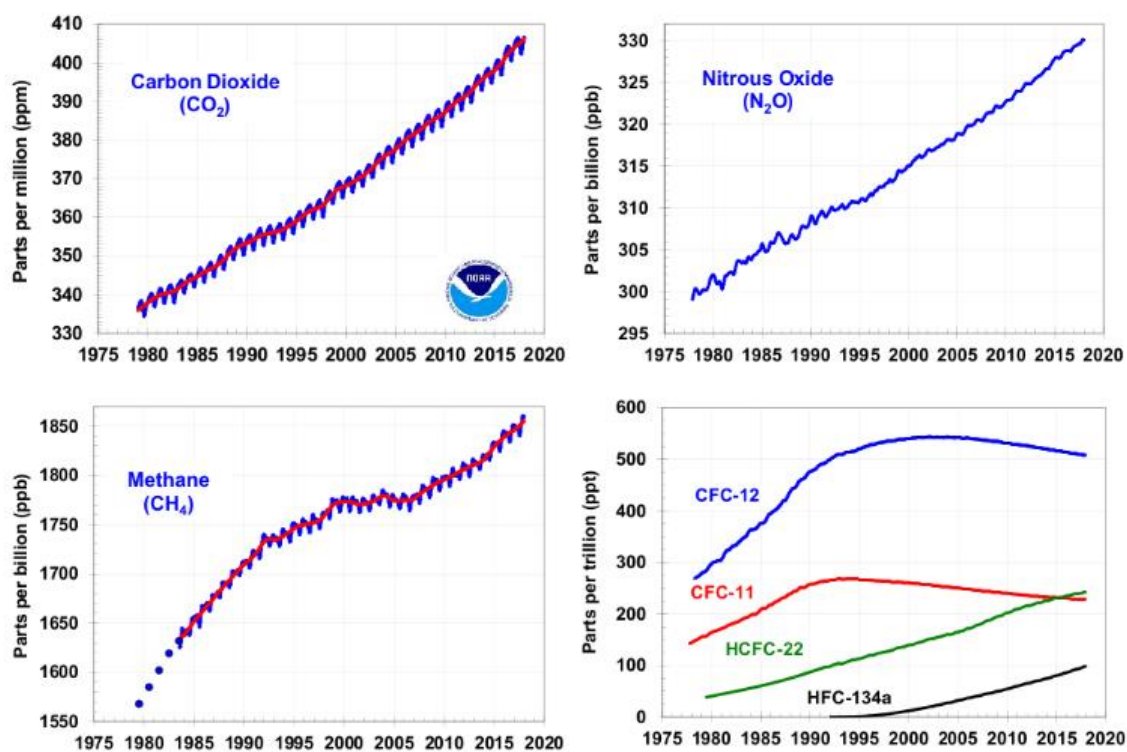 410
400
390
380
370
360
350
340
330
Parts per million (ppm)
Carbon Dioxide
(CO₂)
NOAA
1975 1980 1985 1990 1995 2000 2005 2010 2015 2020
330
325
320
315
310
305
300
295
Parts per billion (ppb)
Nitrous Oxide
(N₂O)
1975 1980 1985 1990 1995 2000 2005 2010 2015 2020
1850
1800
1750
1700
1650
1600
1550
Parts per billion (ppb)
Methane
(CH₄)
1975 1980 1985 1990 1995 2000 2005 2010 2015 2020
600
500
400
300
200
100
0
Parts per trillion (ppt)
CFC-12
CFC-11
HCFC-22
HFC-134a
1975 1980 1985 1990 1995 2000 2005 2010 2015 2020